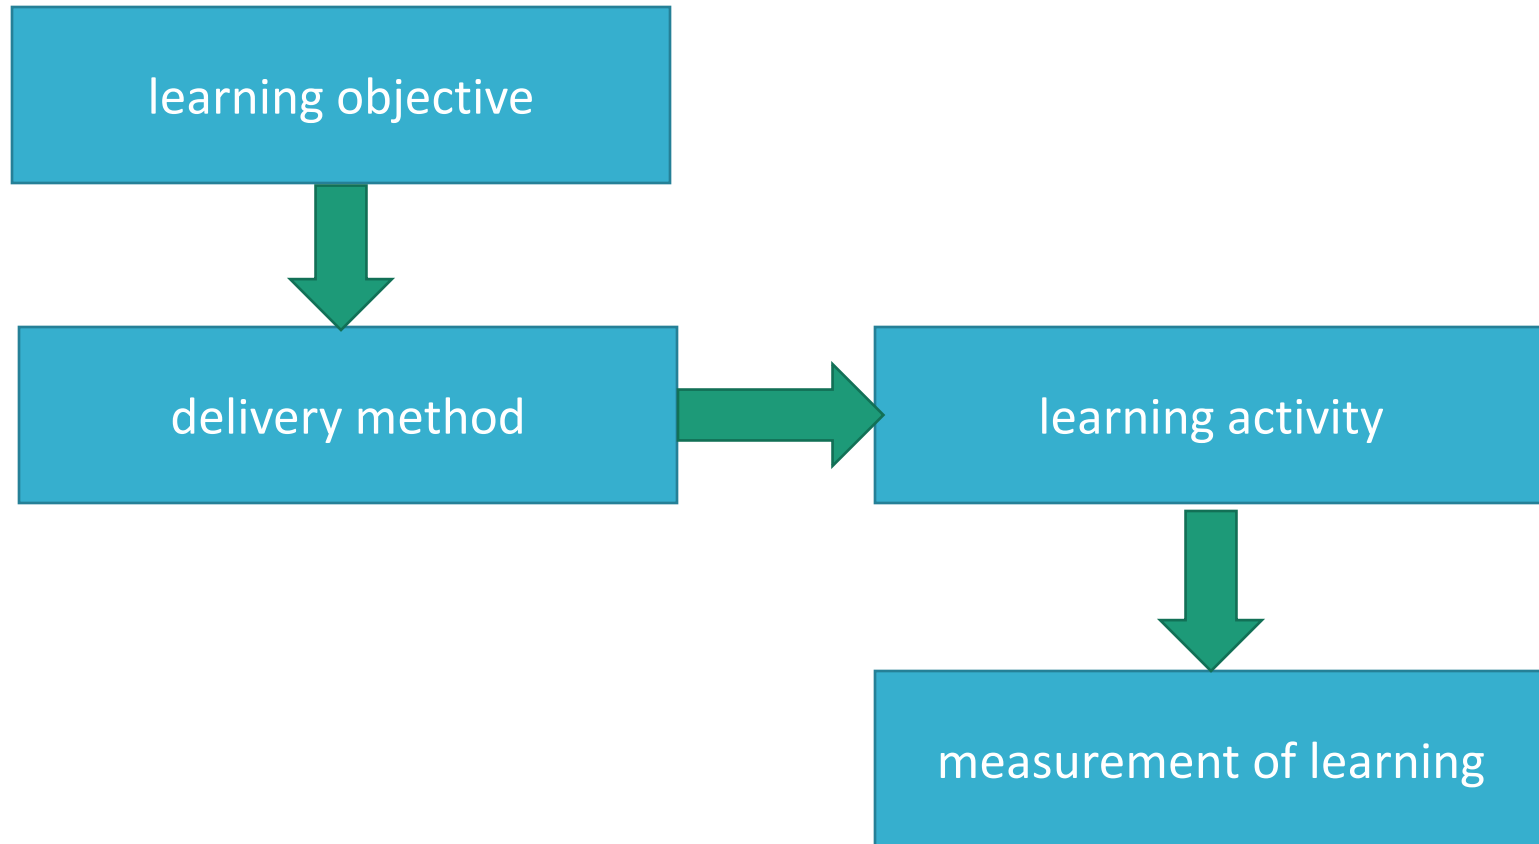 learning objective
delivery method
learning activity
measurement of learning